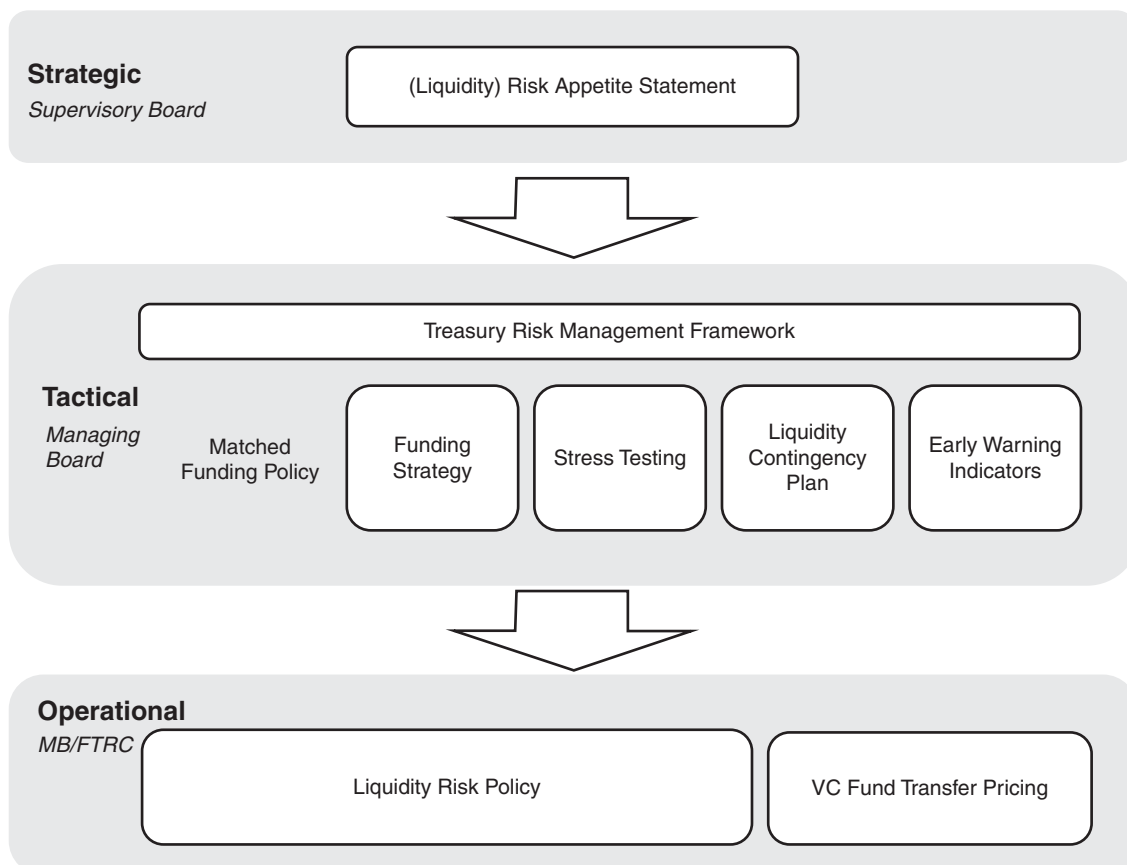 Strategic
Supervisory Board
(Liquidity) Risk Appetite Statement
Treasury Risk Management Framework
Tactical
Managing
Board
Matched
Funding Policy
Funding
Strategy
Stress Testing
Liquidity
Contingency
Plan
Early Warning
Indicators
Operational
MB/FTRC
Liquidity Risk Policy
VC Fund Transfer Pricing